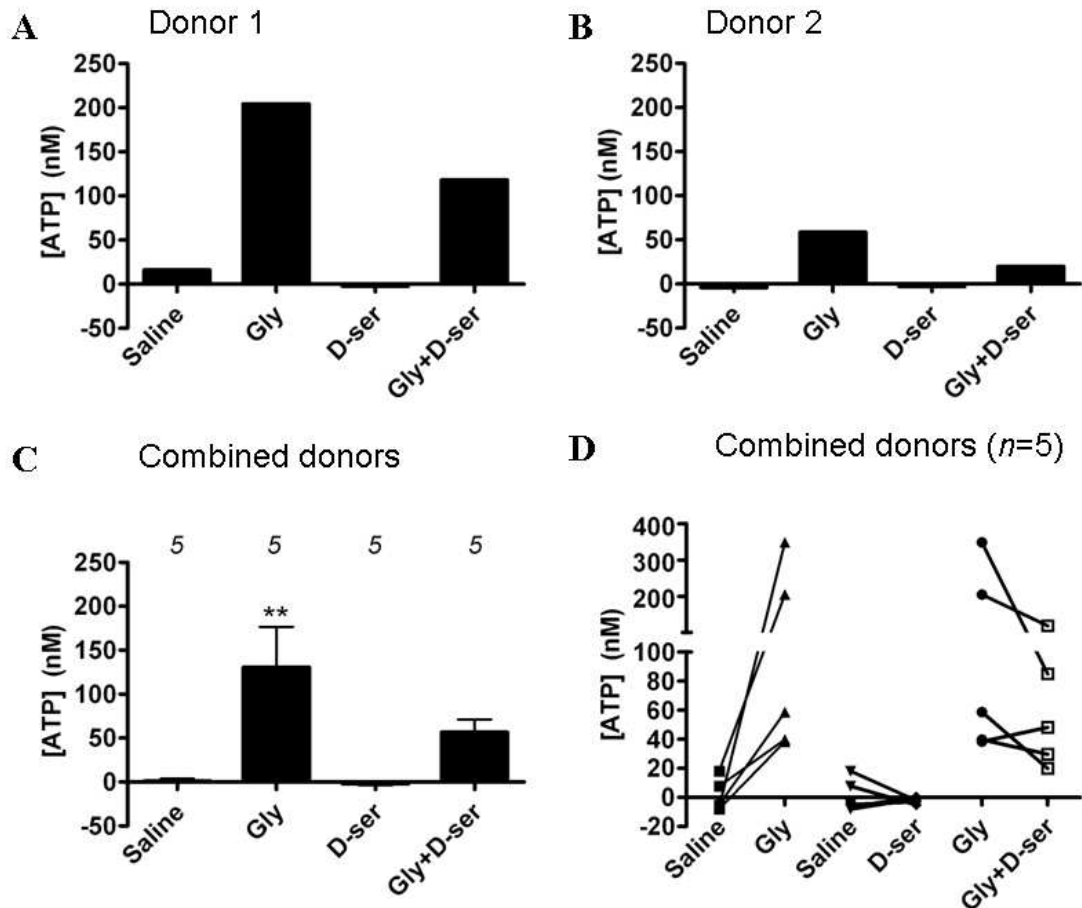 A Donor 1
[ATP] (nM)
250
200
150
100
50
0
-50
Saline Gly D-ser Gly+D-ser
B Donor 2
[ATP] (nM)
250
200
150
100
50
0
-50
Saline Gly D-ser Gly+D-ser
C Combined donors
[ATP] (nM)
5 5 5 5
250
200
150
100
50
0
-50
**
Saline Gly D-ser Gly+D-ser
D Combined donors (n=5)
[ATP] (nM)
400
300
200
100
80
60
40
20
0
-20
Saline Gly Saline D-ser Gly Gly+D-ser